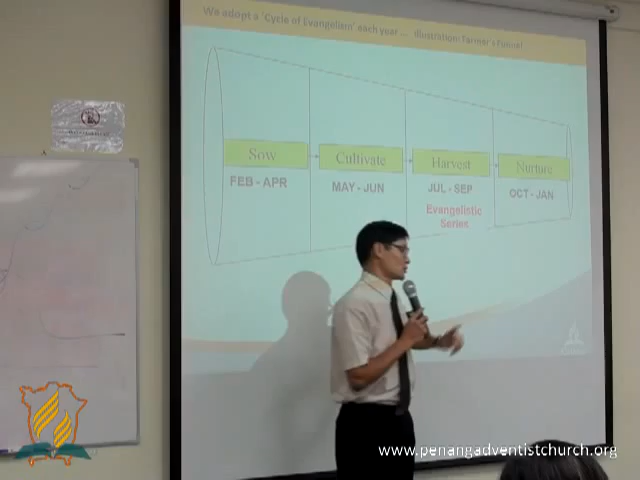 We adopt a 'Cycle of Evangelism' each year ... Illustration: Farmer's Funnel
Sow
Cultivate
Harvest
Nurture
FEB - APR
MAY - JUN
JUL - SEP
OCT - JAN
Evangelistic
Series
www.penangadventistchurch.org